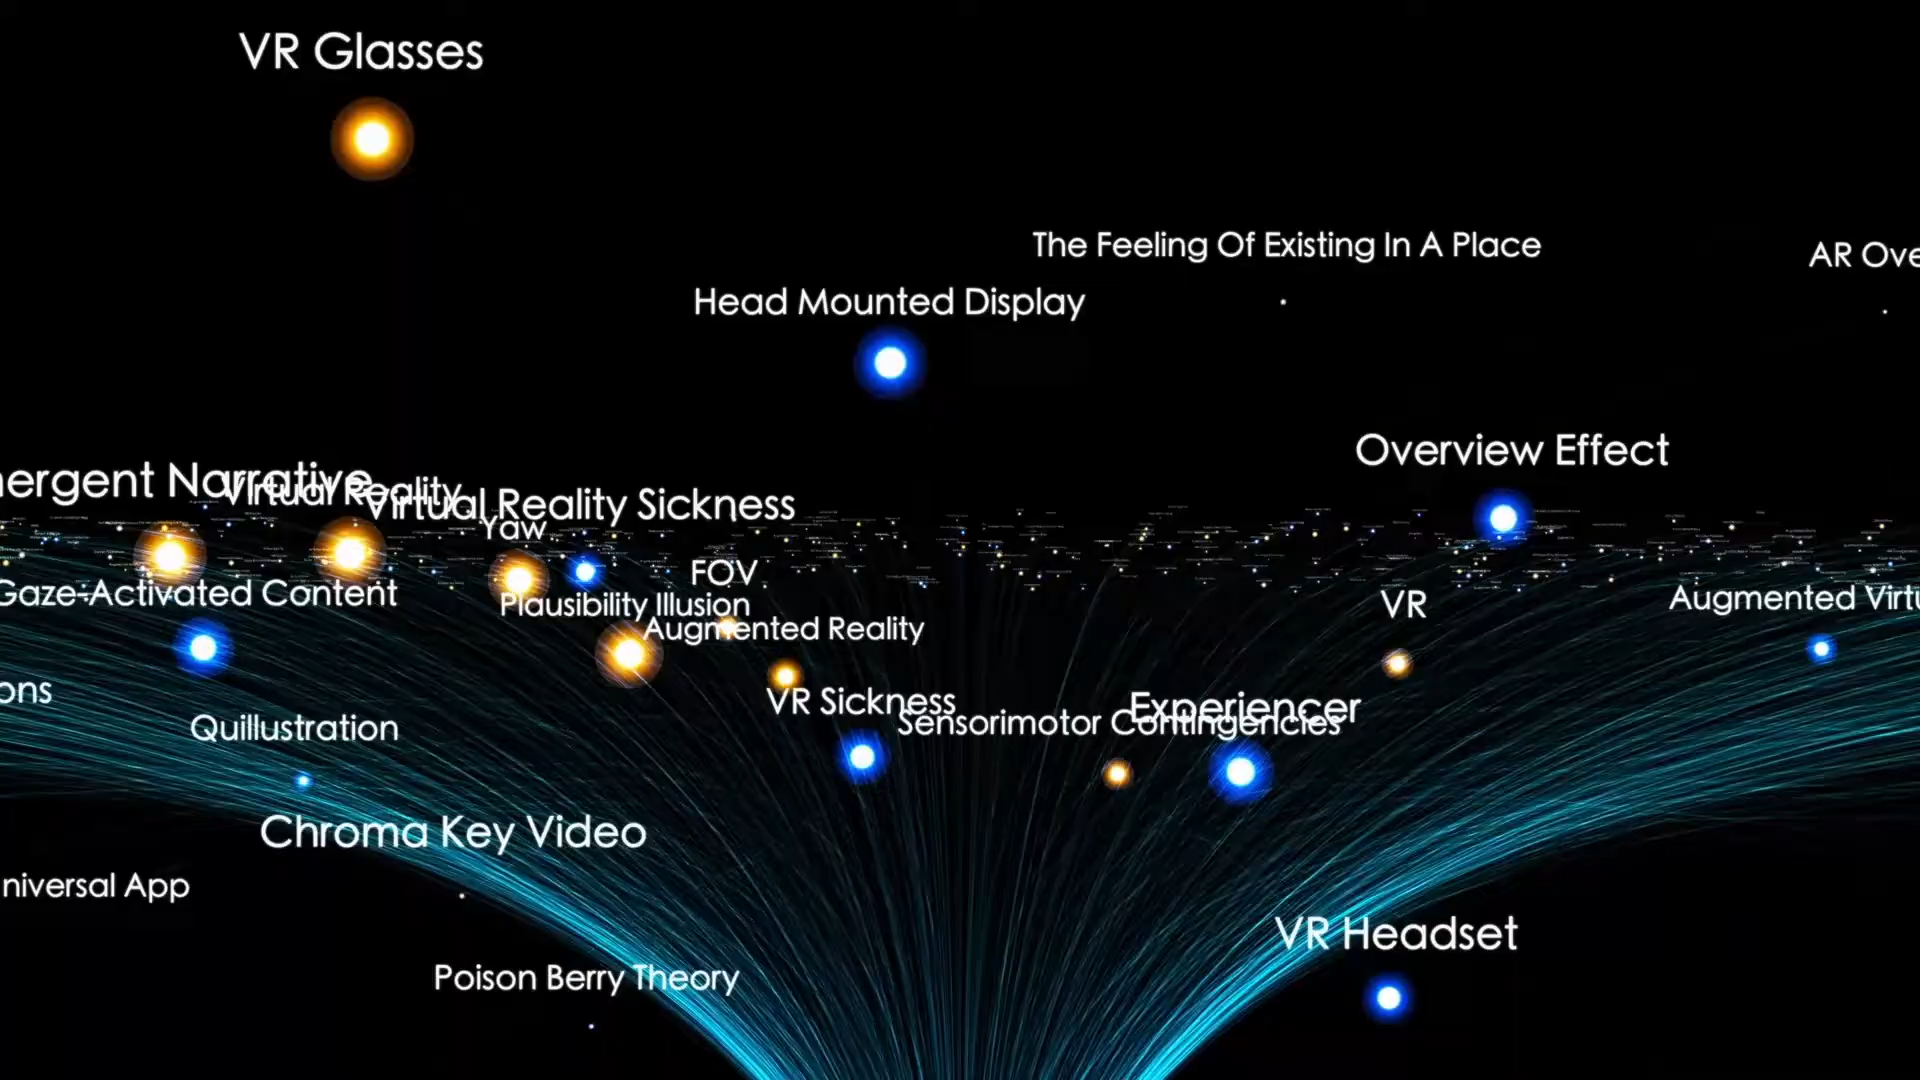 VR Glasses
The Feeling Of Existing In A Place
AR Ove
Head Mounted Display
Overview Effect
nergent Narrative
Virtual Reality
Virtual Reality Sickness
Yaw
FOV
Gaze-Activated Content
Plausibility Illusion
VR
Augmented Virtu
Augmented Reality
ons
VR Sickness
Experiencer
Sensorimotor Contingencies
Quillustration
Chroma Key Video
niversal App
VR Headset
Poison Berry Theory